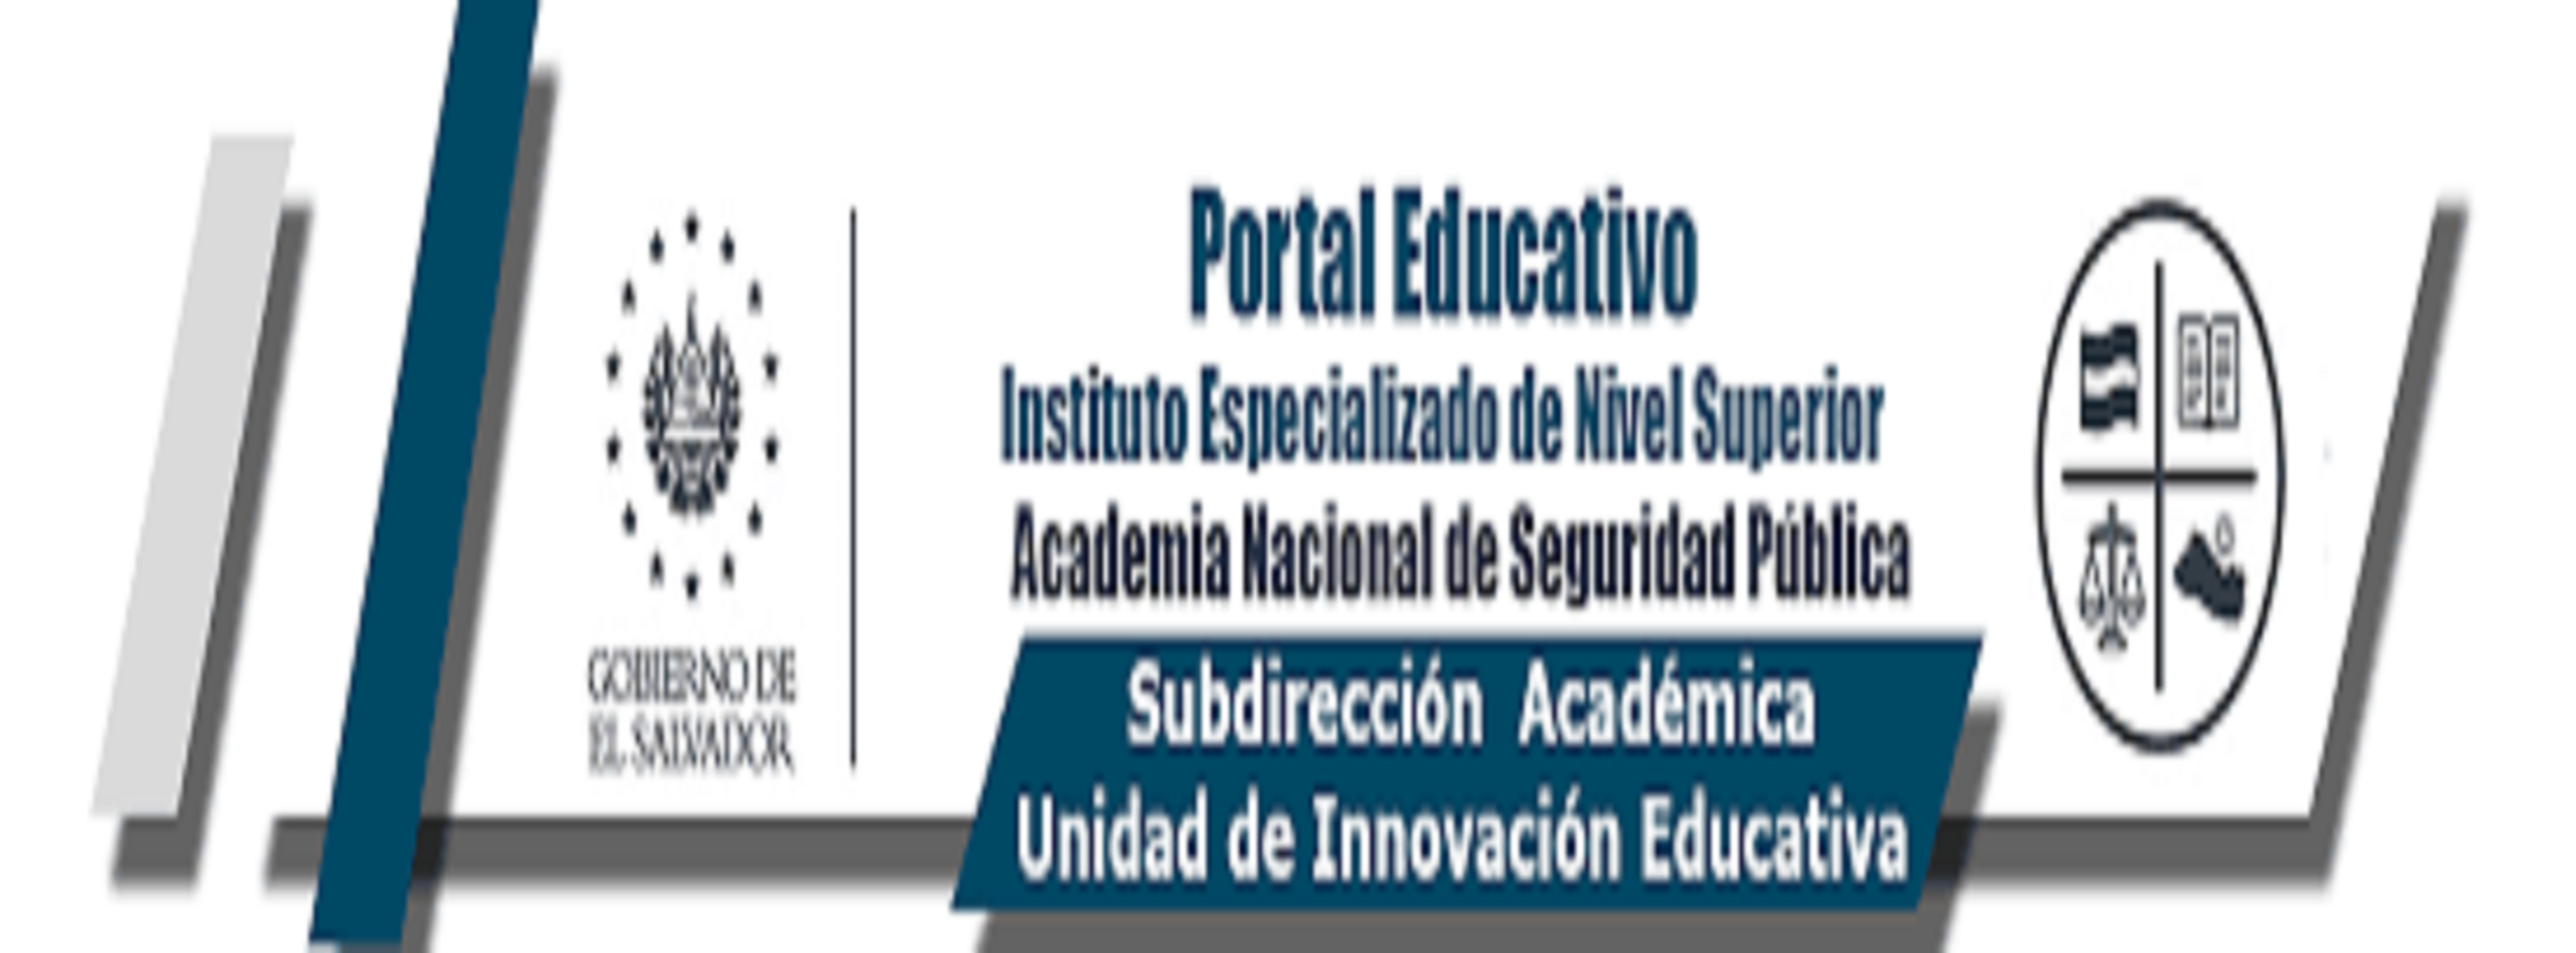 GOBIERNO DE
EL SALVADOR
Portal Educativo
Instituto Especializado de Nivel Superior
Academia Nacional de Seguridad Pública
Subdirección Académica
Unidad de Innovación Educativa